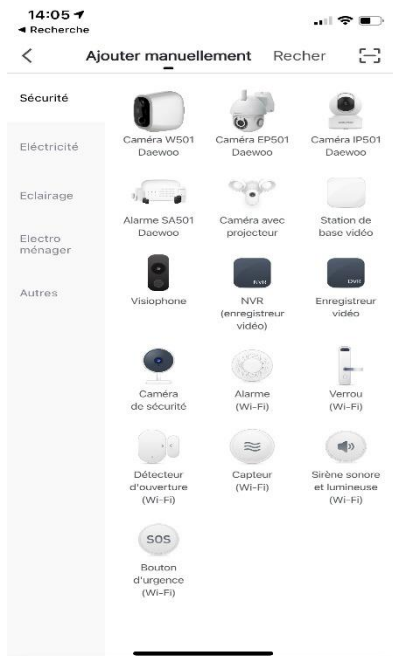 14:05
◀ Recherche
Ajouter manuellement Recher
Sécurité
Eléctricité
Eclairage
Electro
ménager
Autres
Caméra W501
Daewoo
Caméra EP501
Daewoo
Caméra IP501
Daewoo
Alarme SA501
Daewoo
Caméra avec
projecteur
Station de
base vidéo
Visiophone
NVR
NVR
(enregistreur
vidéo)
DVR
Enregistreur
vidéo
Caméra
de sécurité
Alarme
(Wi-Fi)
Verrou
(Wi-Fi)
Détecteur
d'ouverture
(Wi-Fi)
Capteur
(Wi-Fi)
Sirène sonore
et lumineuse
(Wi-Fi)
SOS
Bouton
d'urgence
(Wi-Fi)